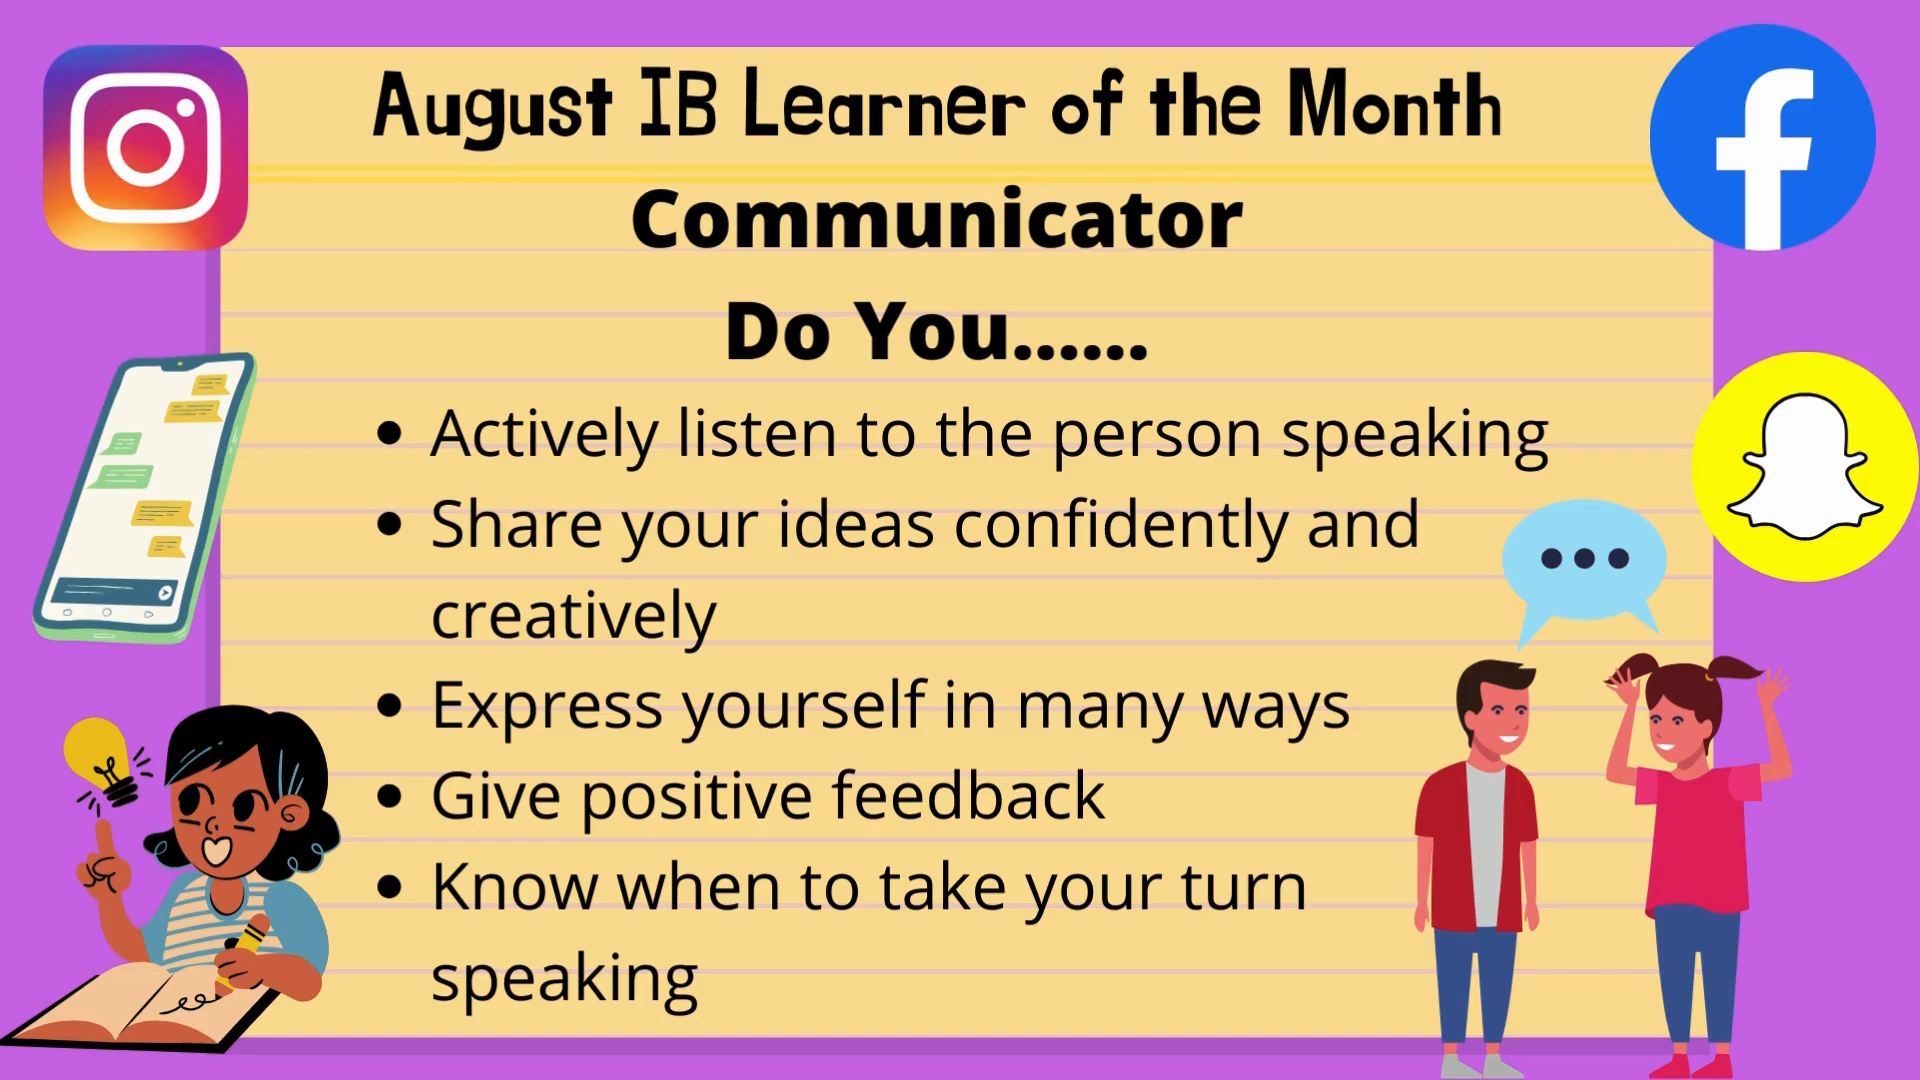 August IB Learner of the Month
Communicator
Do You......
• Actively listen to the person speaking
• Share your ideas confidently and
creatively
• Express yourself in many ways
• Give positive feedback
• Know when to take your turn
speaking